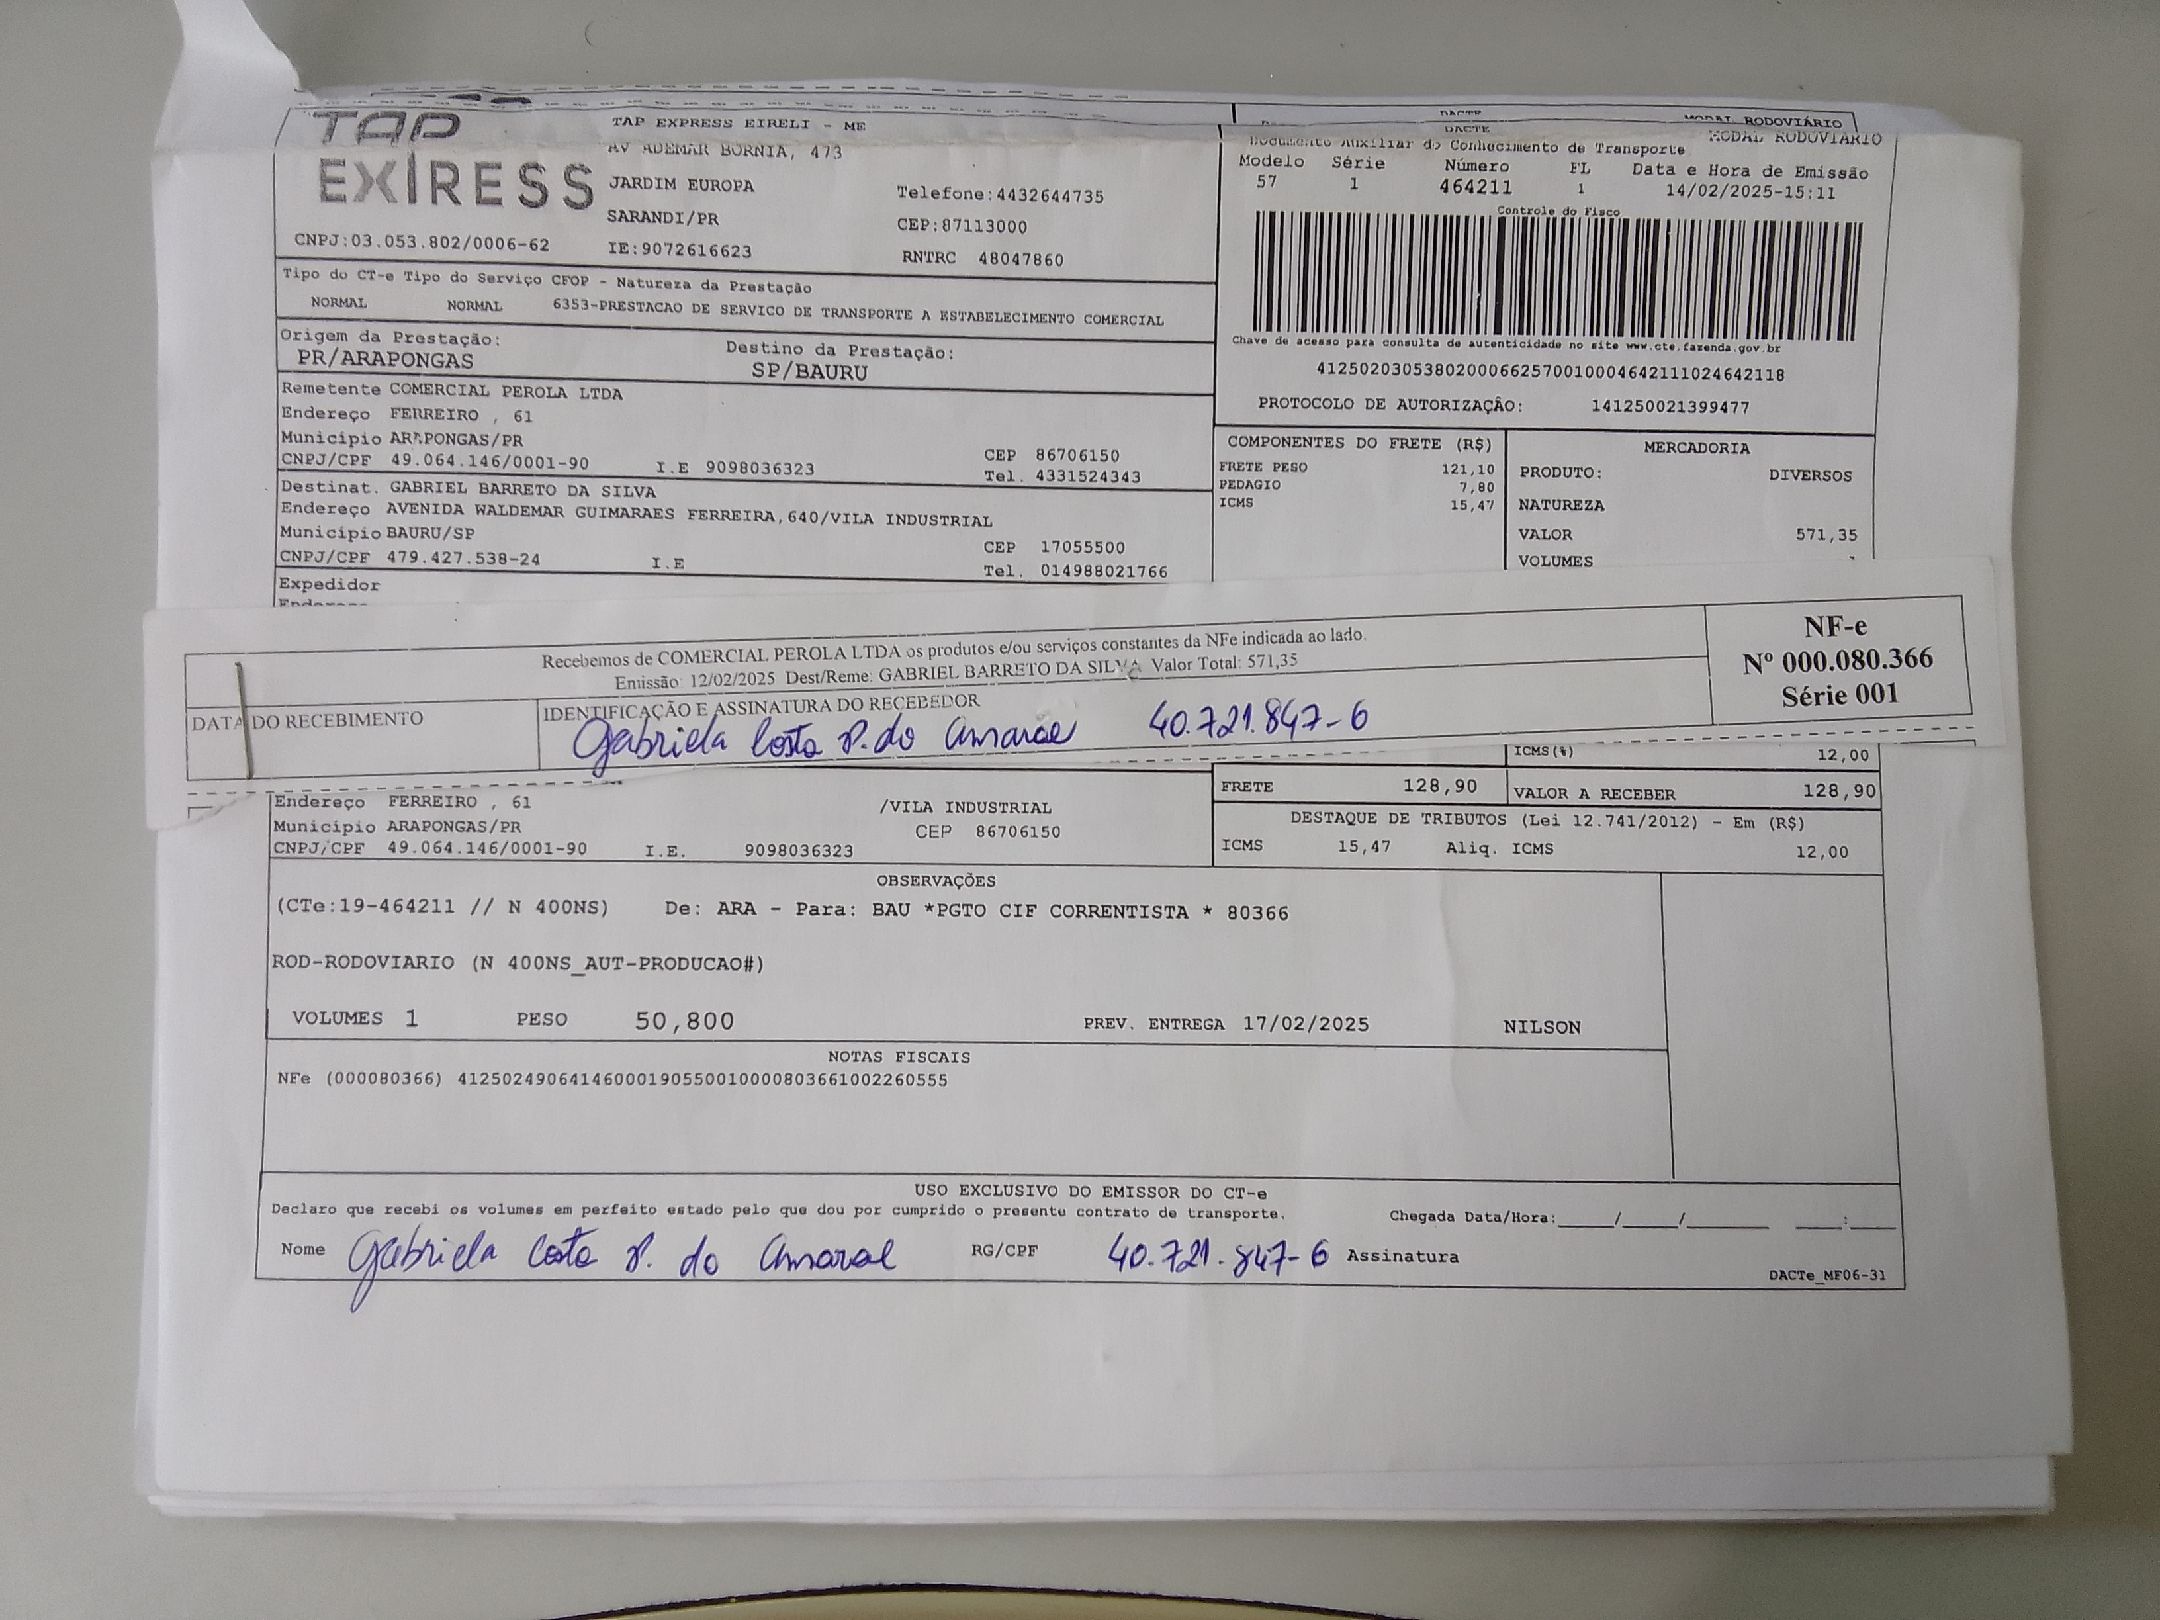 TAP EXPRESS EIRELI - ME
DACTE
MODAL RODOVIÁRIO
TAP
EXIRESS
AV ADEMAR BORNIA, 473
JARDIM EUROPA
Telefone:4432644735
SARANDI/PR
CEP:87113000
CNPJ:03.053.802/0006-62
IE:9072616623
RNTRC 48047860
DACTE
MODAL RODOVIÁRIO
Documento Auxiliar do Conhecimento de Transporte
Modelo Série Número FL Data e Hora de Emissão
57 1 464211 1 14/02/2025-15:11
Controle do Fisco
Chave de acesso para consulta de autenticidade no site www.cte.fazenda.gov.br
41250203053802000662570010004642111024642118
PROTOCOLO DE AUTORIZAÇÃO: 141250021399477
Tipo do CT-e Tipo do Serviço CFOP - Natureza da Prestação
NORMAL NORMAL 6353-PRESTACAO DE SERVICO DE TRANSPORTE A ESTABELECIMENTO COMERCIAL
Origem da Prestação: Destino da Prestação:
PR/ARAPONGAS SP/BAURU
Remetente COMERCIAL PEROLA LTDA
Endereço FERREIRO , 61
Município ARAPONGAS/PR CEP 86706150
CNPJ/CPF 49.064.146/0001-90 I.E 9098036323 Tel. 4331524343
Destinat. GABRIEL BARRETO DA SILVA
Endereço AVENIDA WALDEMAR GUIMARAES FERREIRA,640/VILA INDUSTRIAL
Município BAURU/SP CEP 17055500
CNPJ/CPF 479.427.538-24 I.E Tel. 014988021766
Expedidor
COMPONENTES DO FRETE (R$)
FRETE PESO 121,10
PEDAGIO 7,80
ICMS 15,47
MERCADORIA
PRODUTO: DIVERSOS
NATUREZA
VALOR 571,35
VOLUMES
Recebemos de COMERCIAL PEROLA LTDA os produtos e/ou serviços constantes da NFe indicada ao lado.
Emissão: 12/02/2025 Dest/Reme: GABRIEL BARRETO DA SILVA Valor Total: 571,35
NF-e
Nº 000.080.366
Série 001
DATA DO RECEBIMENTO
IDENTIFICAÇÃO E ASSINATURA DO RECEBEDOR
Gabriela Costa P. do Amaral 40.721.847-6
ICMS(%) 12,00
FRETE 128,90 VALOR A RECEBER 128,90
DESTAQUE DE TRIBUTOS (Lei 12.741/2012) - Em (R$)
ICMS 15,47 Aliq. ICMS 12,00
Endereço FERREIRO , 61 /VILA INDUSTRIAL
Município ARAPONGAS/PR CEP 86706150
CNPJ/CPF 49.064.146/0001-90 I.E. 9098036323
OBSERVAÇÕES
(CTe:19-464211 // N 400NS) De: ARA - Para: BAU *PGTO CIF CORRENTISTA * 80366
ROD-RODOVIARIO (N 400NS_AUT-PRODUCAO#)
VOLUMES 1 PESO 50,800 PREV. ENTREGA 17/02/2025 NILSON
NOTAS FISCAIS
NFe (000080366) 41250249064146000190550010000803661002260555
USO EXCLUSIVO DO EMISSOR DO CT-e
Declaro que recebi os volumes em perfeito estado pelo que dou por cumprido o presente contrato de transporte. Chegada Data/Hora:____/____/______ ___:___
Nome Gabriela Costa P. do Amaral RG/CPF 40.721.847-6 Assinatura
DACTe_MF06-31